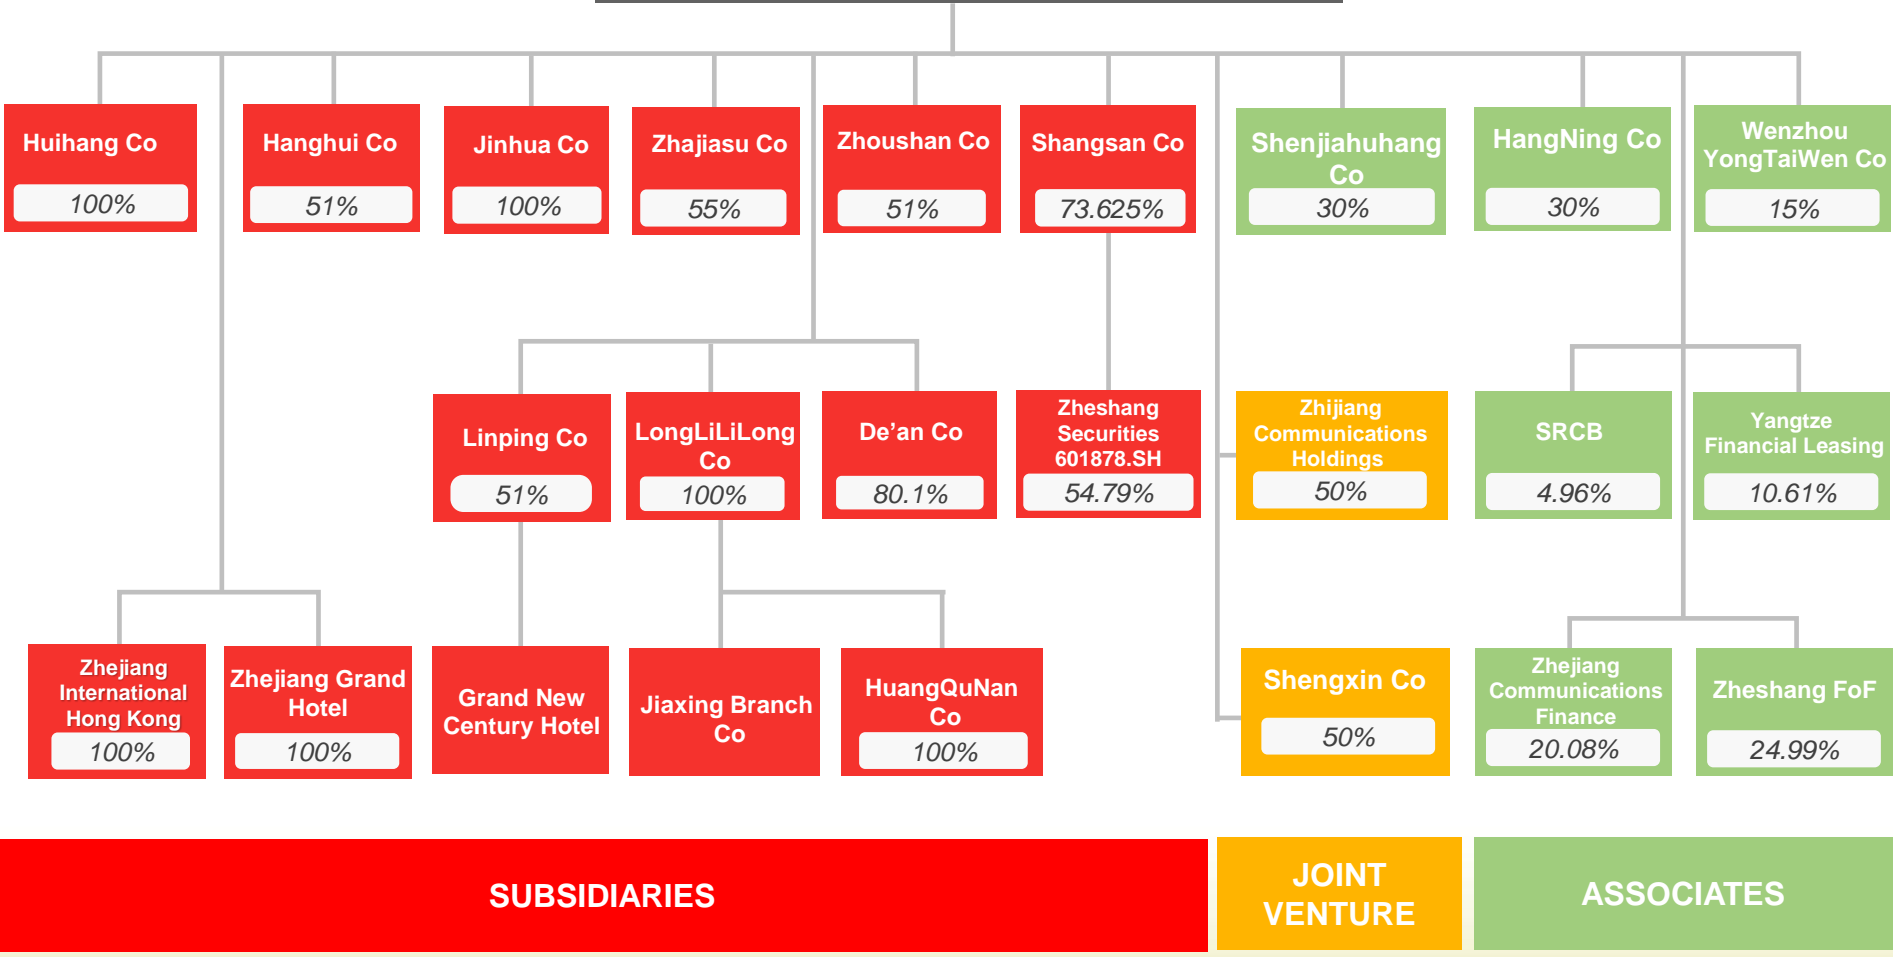 Huihang Co
100%
Hanghui Co
51%
Jinhua Co
100%
Zhajiasu Co
55%
Zhoushan Co
51%
Shangsan Co
73.625%
Shenjiahuhang
Co
30%
HangNing Co
30%
Wenzhou
YongTaiWen Co
15%
Linping Co
51%
LongLiLiLong
Co
100%
De’an Co
80.1%
Zheshang
Securities
601878.SH
54.79%
Zhijiang
Communications
Holdings
50%
SRCB
4.96%
Yangtze
Financial Leasing
10.61%
Zhejiang
International
Hong Kong
100%
Zhejiang Grand
Hotel
100%
Grand New
Century Hotel
Jiaxing Branch
Co
HuangQuNan
Co
100%
Shengxin Co
50%
Zhejiang
Communications
Finance
20.08%
Zheshang FoF
24.99%
SUBSIDIARIES
JOINT
VENTURE
ASSOCIATES